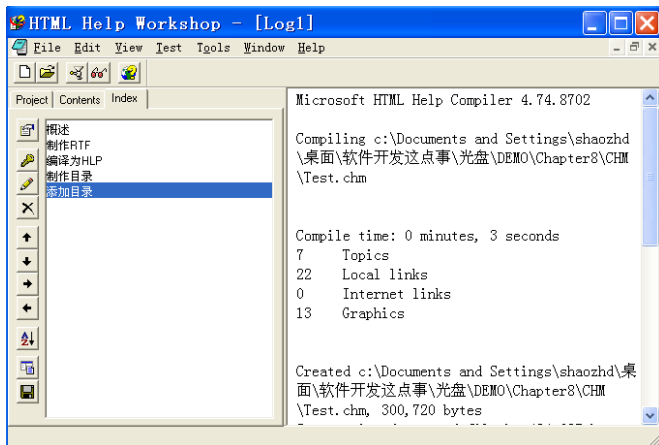 HTML Help Workshop - [Log1]
File Edit View Test Tools Window Help
Project Contents Index
概述
制作RTF
编译为HLP
制作目录
添加目录
Microsoft HTML Help Compiler 4.74.8702
Compiling c:\Documents and Settings\shaozhd
\桌面\软件开发这点事\光盘\DEMO\Chapter8\CHM
\Test.chm
Compile time: 0 minutes, 3 seconds
7 Topics
22 Local links
0 Internet links
13 Graphics
Created c:\Documents and Settings\shaozhd\桌
面\软件开发这点事\光盘\DEMO\Chapter8\CHM
\Test.chm, 300,720 bytes